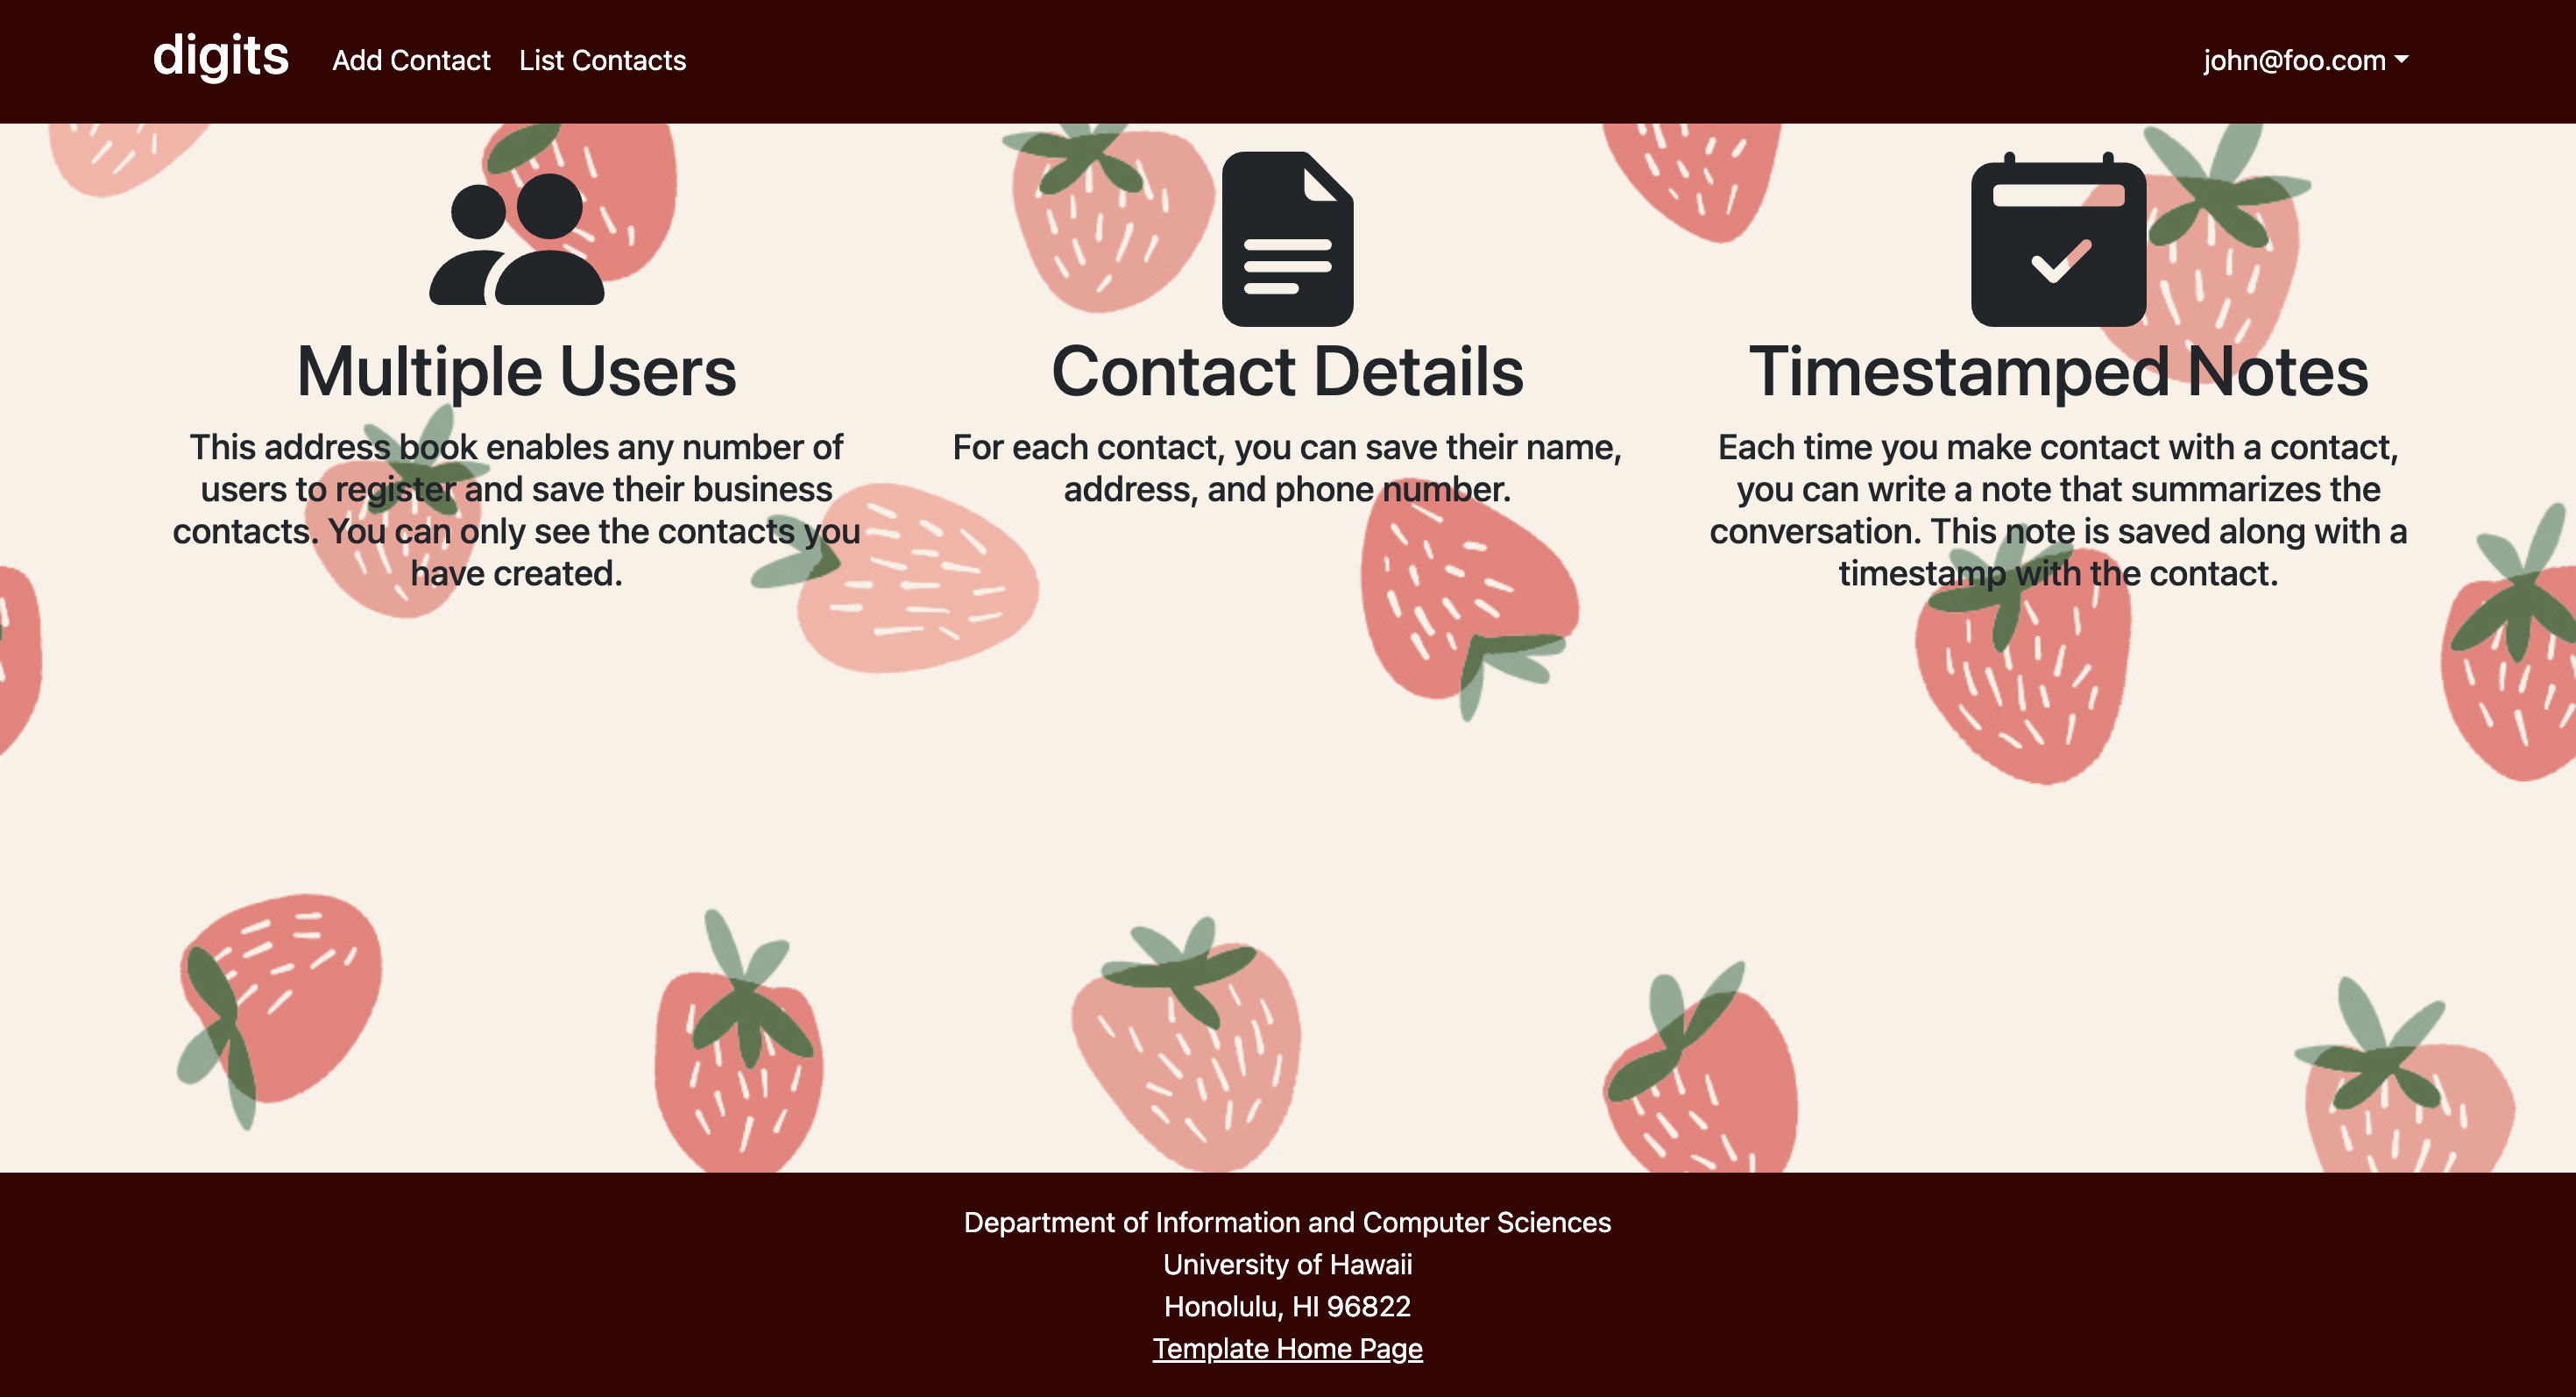 digits
Add Contact
List Contacts
john@foo.com
Multiple Users
This address book enables any number of
users to register and save their business
contacts. You can only see the contacts you
have created.
Contact Details
For each contact, you can save their name,
address, and phone number.
Timestamped Notes
Each time you make contact with a contact,
you can write a note that summarizes the
conversation. This note is saved along with a
timestamp with the contact.
Department of Information and Computer Sciences
University of Hawaii
Honolulu, HI 96822
Template Home Page